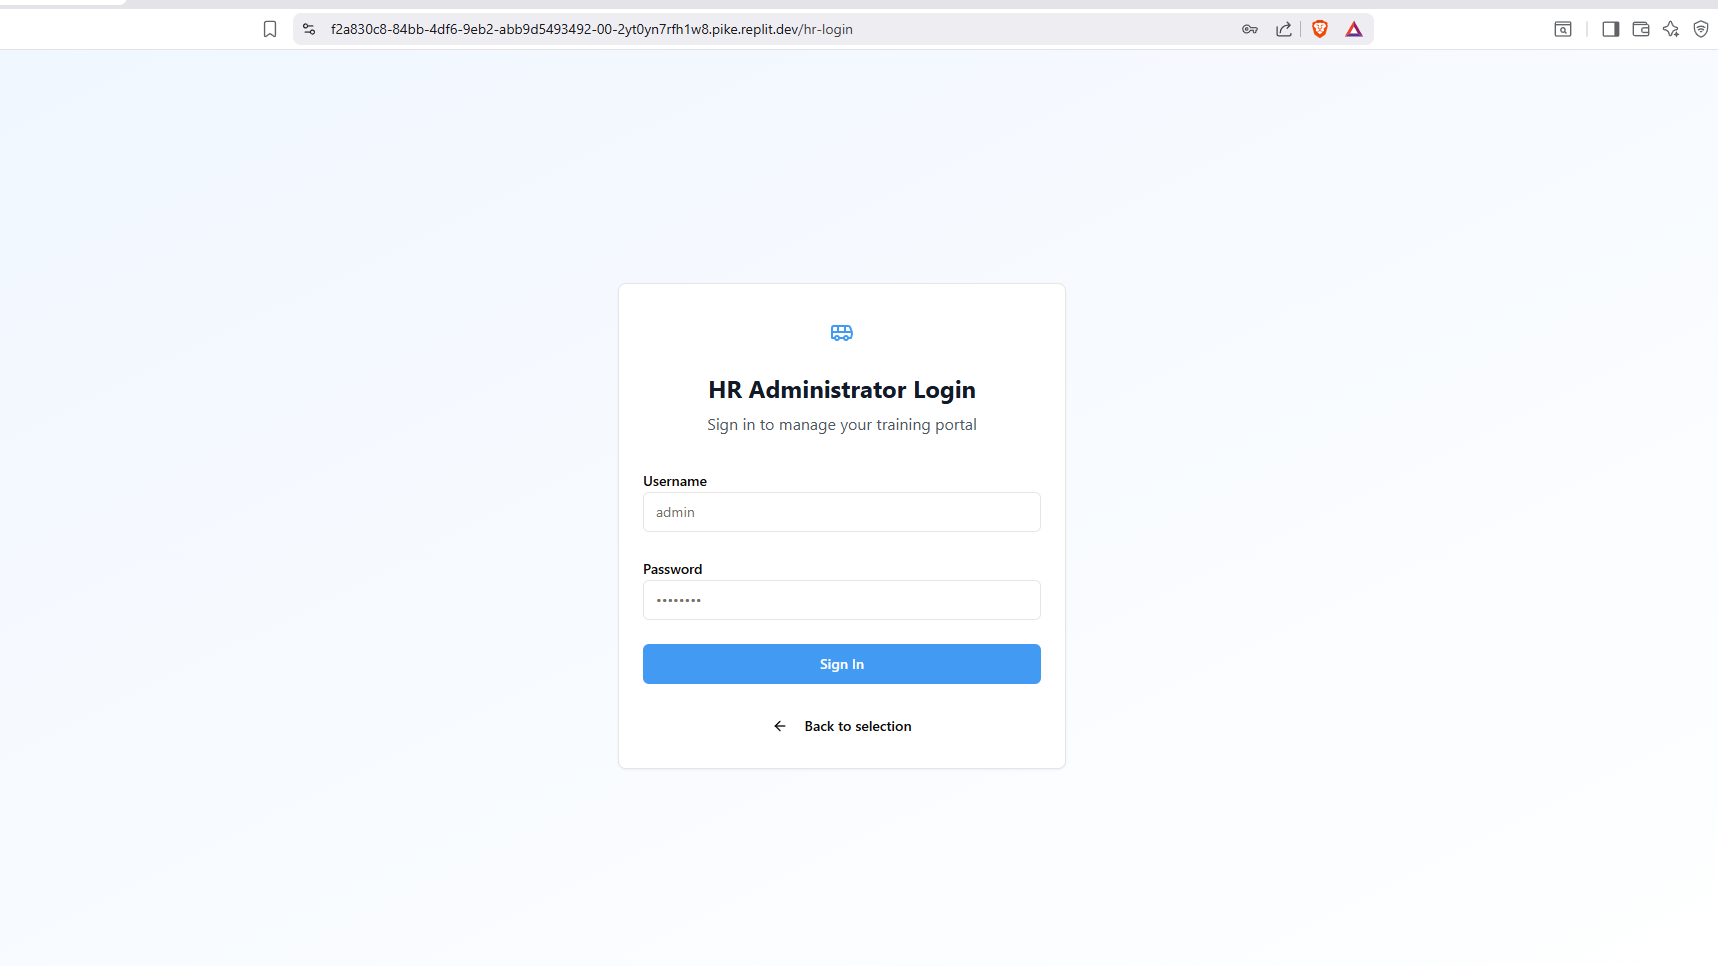 f2a830c8-84bb-4df6-9eb2-abb9d5493492-00-2yt0yn7rfh1w8.pike.replit.dev/hr-login
HR Administrator Login
Sign in to manage your training portal
Username
admin
Password
••••••••
Sign In
← Back to selection